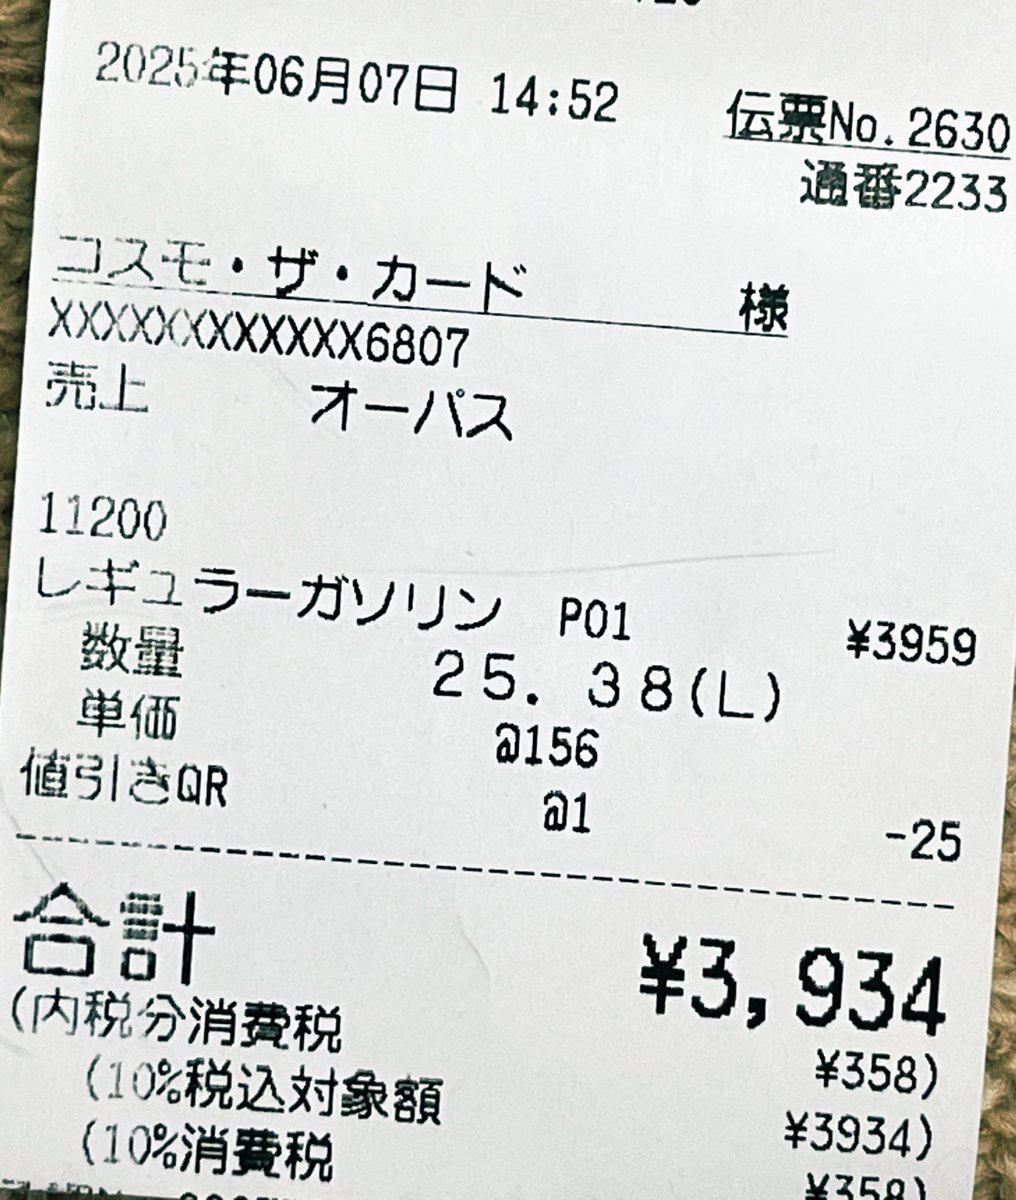 2025年06月07日 14:52
伝票No.2630
通番2233
コスモ・ザ・カード 様
XXXXXXXXXXXX6807
売上 オーパス
11200
レギュラーガソリン P01 ¥3959
数量 25.38(L)
単価 @156
値引きQR @1 -25
合計 ¥3,934
(内税分消費税 ¥358)
(10%税込対象額 ¥3934)
(10%消費税 ¥358)